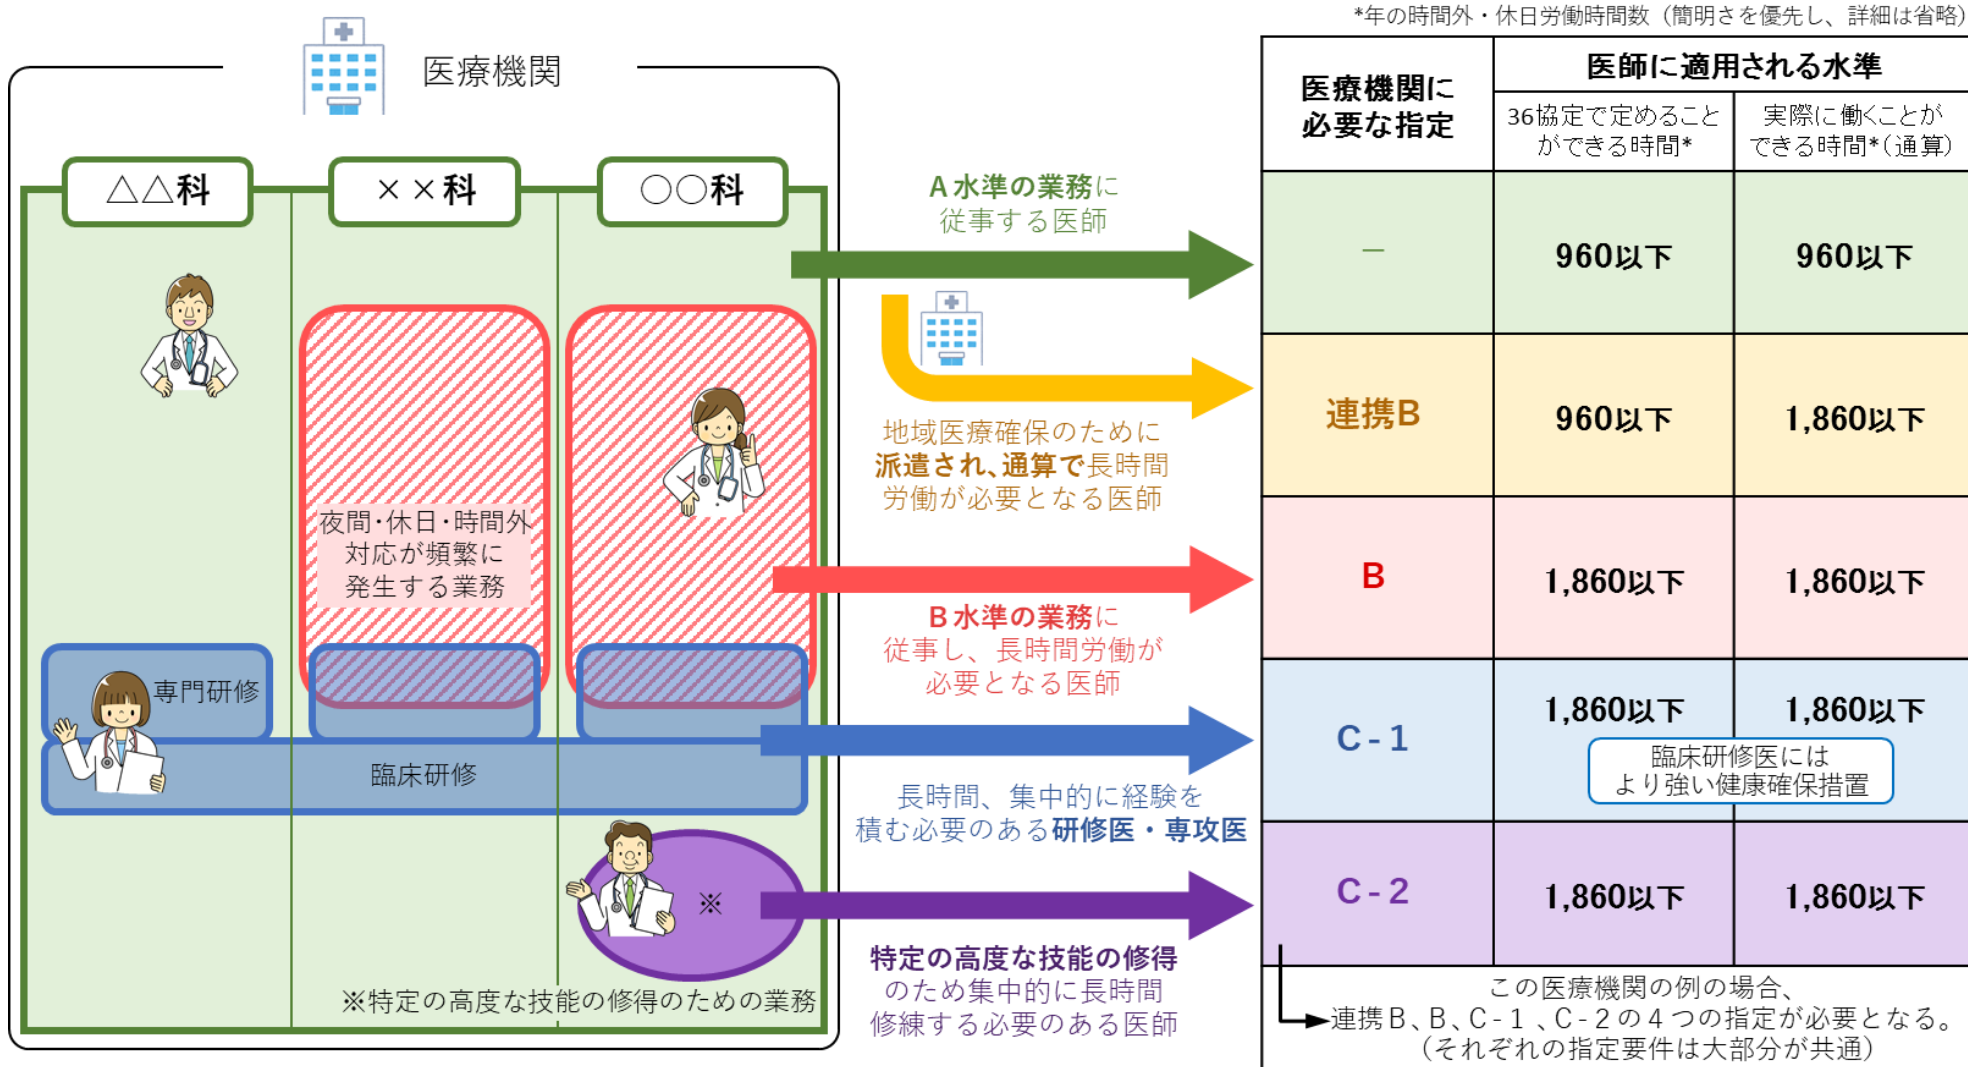 *年の時間外・休日労働時間数（簡明さを優先し、詳細は省略）
医療機関
△△科
××科
○○科
夜間・休日・時間外
対応が頻繁に
発生する業務
専門研修
臨床研修
※
※特定の高度な技能の修得のための業務
A水準の業務に
従事する医師
地域医療確保のために
派遣され、通算で長時間
労働が必要となる医師
B水準の業務に
従事し、長時間労働が
必要となる医師
長時間、集中的に経験を
積む必要のある研修医・専攻医
特定の高度な技能の修得
のため集中的に長時間
修練する必要のある医師
医療機関に
必要な指定
医師に適用される水準
36協定で定めること
ができる時間*
実際に働くことが
できる時間*（通算）
－
960以下
960以下
連携B
960以下
1,860以下
B
1,860以下
1,860以下
C-1
1,860以下
1,860以下
臨床研修医には
より強い健康確保措置
C-2
1,860以下
1,860以下
この医療機関の例の場合、
連携B、B、C-1、C-2の4つの指定が必要となる。
（それぞれの指定要件は大部分が共通）